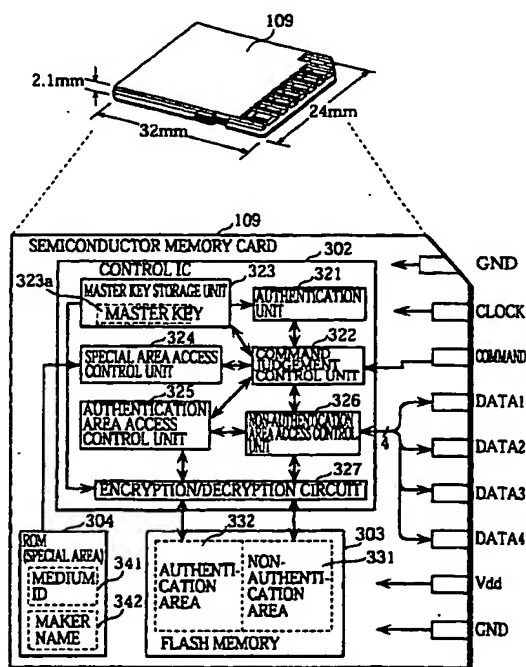 109
2.1mm
32mm
24mm
109
SEMICONDUCTOR MEMORY CARD
302
CONTROL IC
323
321
323a
MASTER KEY STORAGE UNIT
MASTER KEY
AUTHENTICATION UNIT
GND
CLOCK
324
322
SPECIAL AREA ACCESS CONTROL UNIT
COMMAND JUDGEMENT CONTROL UNIT
COMMAND
325
326
AUTHENTICATION AREA ACCESS CONTROL UNIT
NON-AUTHENTICATION AREA ACCESS CONTROL UNIT
4
DATA1
DATA2
327
ENCRYPTION/DECRYPTION CIRCUIT
DATA3
304
332
303
DATA4
ROM (SPECIAL AREA)
341
MEDIUM ID
342
MAKER NAME
AUTHENTI-
CATION
AREA
NON-
AUTHENTI-
CATION
AREA
331
FLASH MEMORY
Vdd
GND